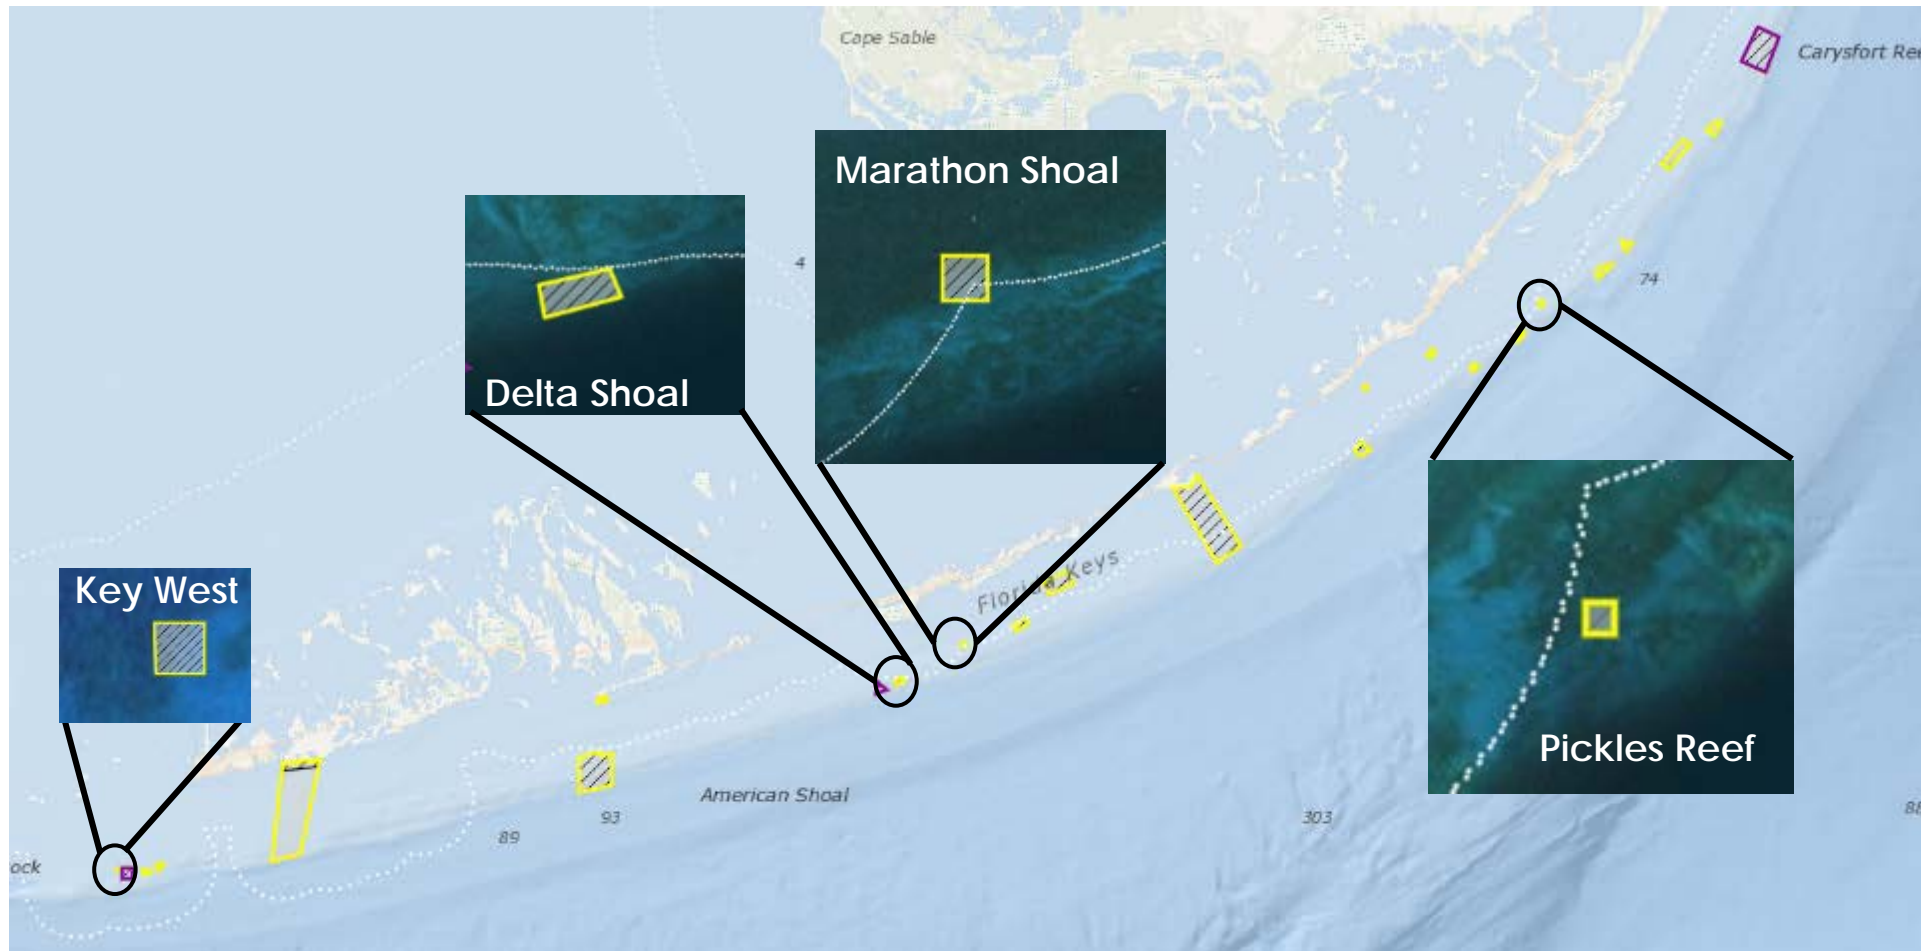 Cape Sable
Carysfort Ree
Marathon Shoal
4
74
Delta Shoal
Florida Keys
Key West
Pickles Reef
American Shoal
93
303
89
88
ock